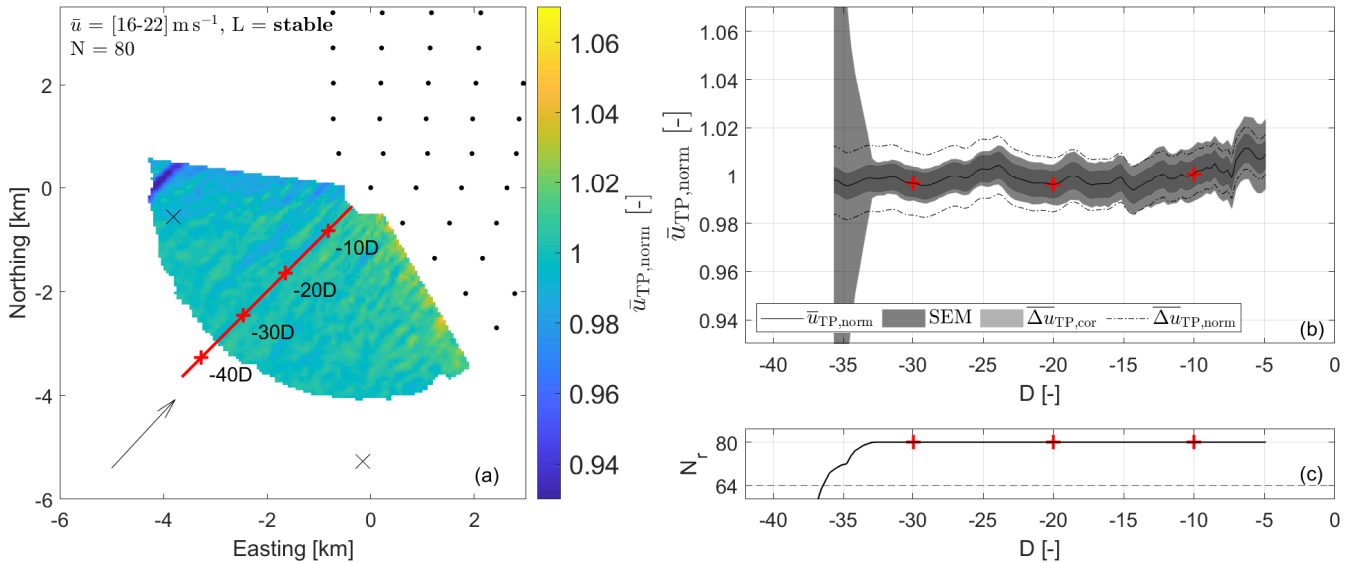 ū = [16-22] m s⁻¹, L = stable
N = 80
2
0
-2
-4
-6
-6
-4
-2
0
2
Northing [km]
Easting [km]
-10D
-20D
-30D
-40D
(a)
1.06
1.04
1.02
1
0.98
0.96
0.94
ū_TP,norm [-]
1.06
1.04
1.02
1
0.98
0.96
0.94
ū_TP,norm [-]
u̅_TP,norm SEM Δ̅u̅_TP,cor Δ̅u̅_TP,norm
(b)
-40
-35
-30
-25
-20
-15
-10
-5
0
D [-]
80
64
N_r
(c)
-40
-35
-30
-25
-20
-15
-10
-5
0
D [-]